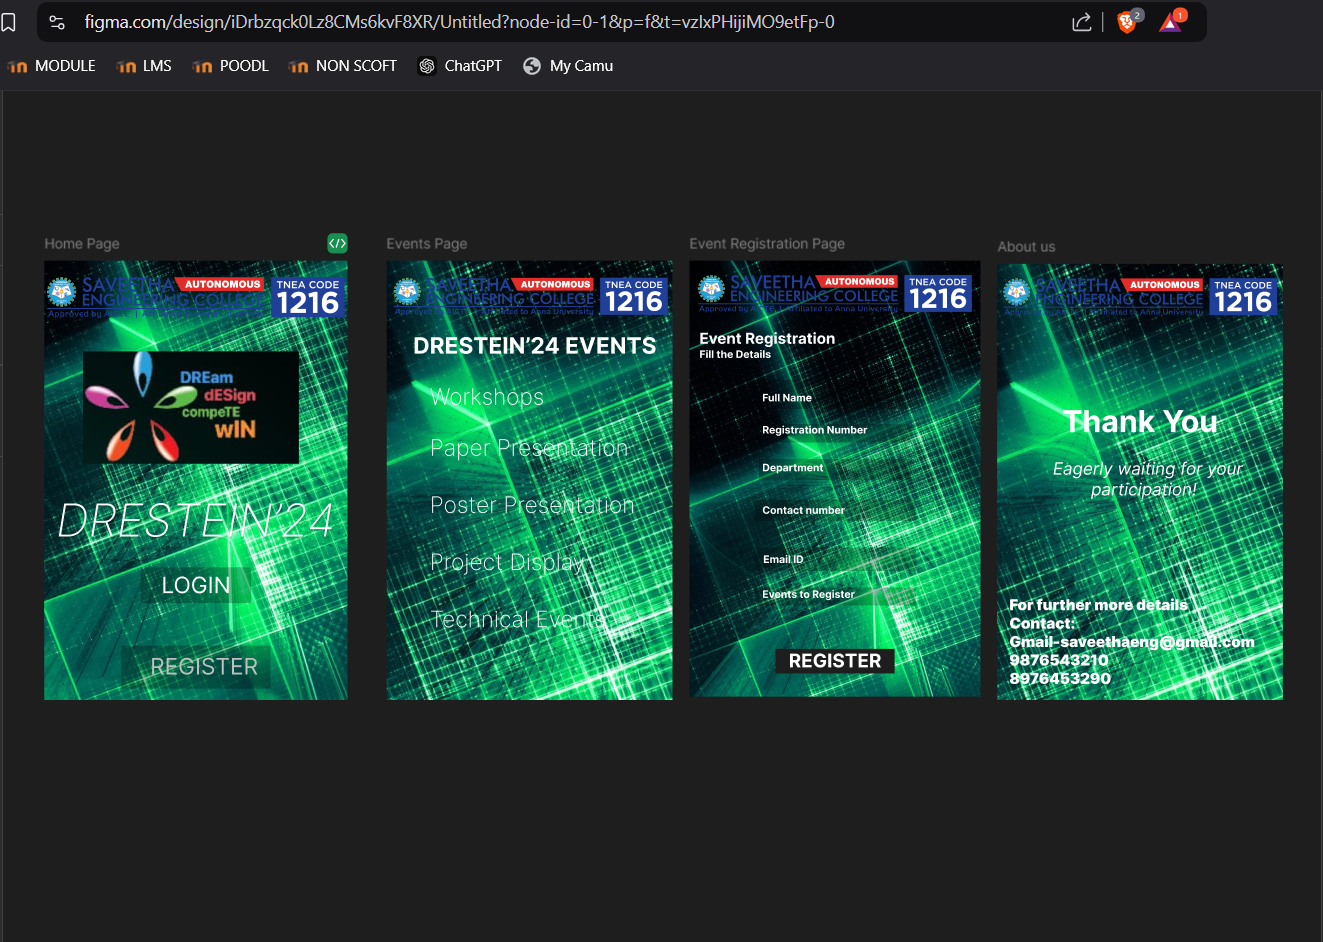 figma.com/design/iDrbzqck0Lz8CMs6kvF8XR/Untitled?node-id=0-1&p=f&t=vzlxPHijiMO9etFp-0
2
1
MODULE
LMS
POODL
NON SCOFT
ChatGPT
My Camu
Home Page
SAVEETHA
AUTONOMOUS
ENGINEERING COLLEGE
TNEA CODE
1216
Approved by
DREam
dESign
compeTE
wIN
DRESTEIN’24
LOGIN
REGISTER
Events Page
SAVEETHA
AUTONOMOUS
ENGINEERING COLLEGE
TNEA CODE
1216
Approved by
Affiliated to Anna University
DRESTEIN’24 EVENTS
Workshops
Paper Presentation
Poster Presentation
Project Display
Technical Events
Event Registration Page
SAVEETHA
AUTONOMOUS
ENGINEERING COLLEGE
TNEA CODE
1216
Approved by
Affiliated to Anna University
Event Registration
Fill the Details
Full Name
Registration Number
Department
Contact number
Email ID
Events to Register
REGISTER
About us
SAVEETHA
AUTONOMOUS
ENGINEERING COLLEGE
TNEA CODE
1216
Affiliated to Anna University
Thank You
Eagerly waiting for your
participation!
For further more details
Contact:
Gmail-saveethaeng@gmail.com
9876543210
8976453290